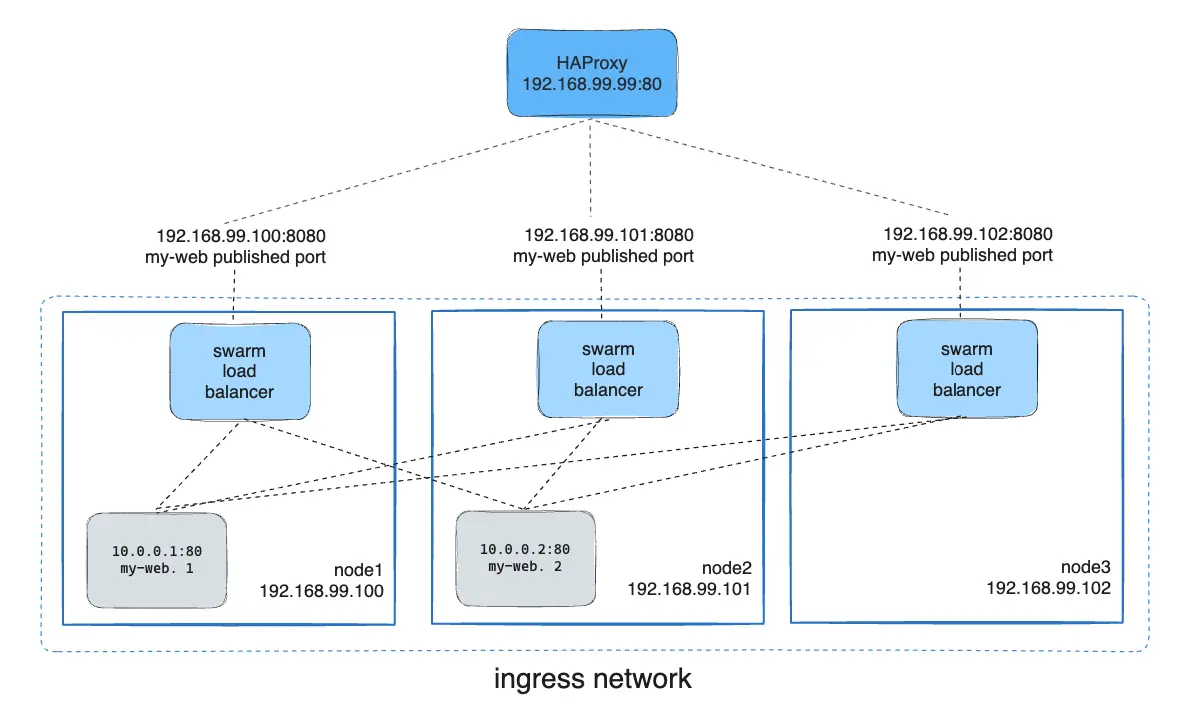 HAProxy
192.168.99.99:80
192.168.99.100:8080
my-web published port
192.168.99.101:8080
my-web published port
192.168.99.102:8080
my-web published port
swarm
load
balancer
swarm
load
balancer
swarm
load
balancer
10.0.0.1:80
my-web. 1
node1
192.168.99.100
10.0.0.2:80
my-web. 2
node2
192.168.99.101
node3
192.168.99.102
ingress network